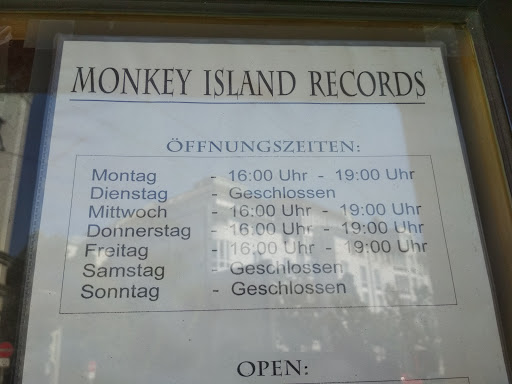 MONKEY ISLAND RECORDS
ÖFFNUNGSZEITEN:
Montag - 16:00 Uhr - 19:00 Uhr
Dienstag - Geschlossen
Mittwoch - 16:00 Uhr - 19:00 Uhr
Donnerstag - 16:00 Uhr - 19:00 Uhr
Freitag - 16:00 Uhr - 19:00 Uhr
Samstag - Geschlossen
Sonntag - Geschlossen
OPEN: